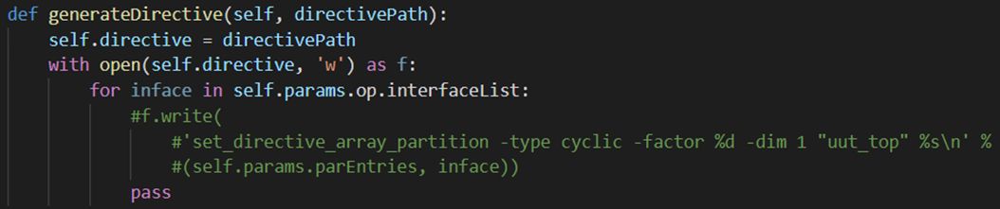 def generateDirective(self, directivePath):
    self.directive = directivePath
    with open(self.directive, 'w') as f:
        for inface in self.params.op.interfaceList:
            #f.write(
                #'set_directive_array_partition -type cyclic -factor %d -dim 1 "uut_top" %s\n' %
                #(self.params.parEntries, inface))
            pass